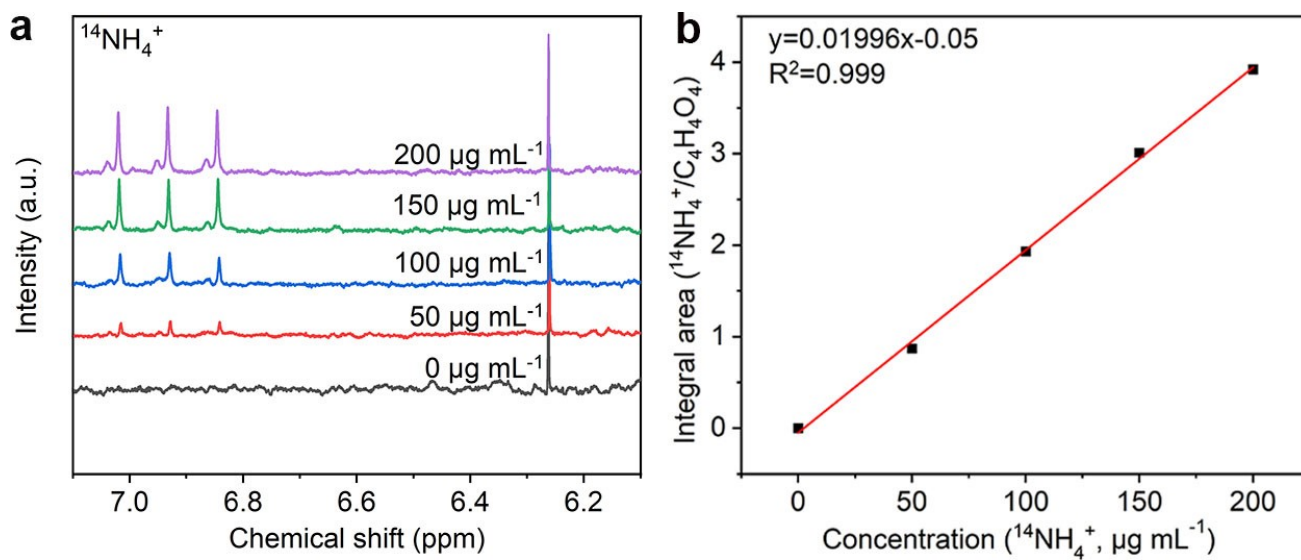 a
¹⁴NH₄⁺
200 µg mL⁻¹
150 µg mL⁻¹
100 µg mL⁻¹
50 µg mL⁻¹
0 µg mL⁻¹
Intensity (a.u.)
7.0 6.8 6.6 6.4 6.2
Chemical shift (ppm)
b
y=0.01996x-0.05
R²=0.999
Integral area (¹⁴NH₄⁺/C₄H₄O₄)
4
3
2
1
0
0 50 100 150 200
Concentration (¹⁴NH₄⁺, µg mL⁻¹)